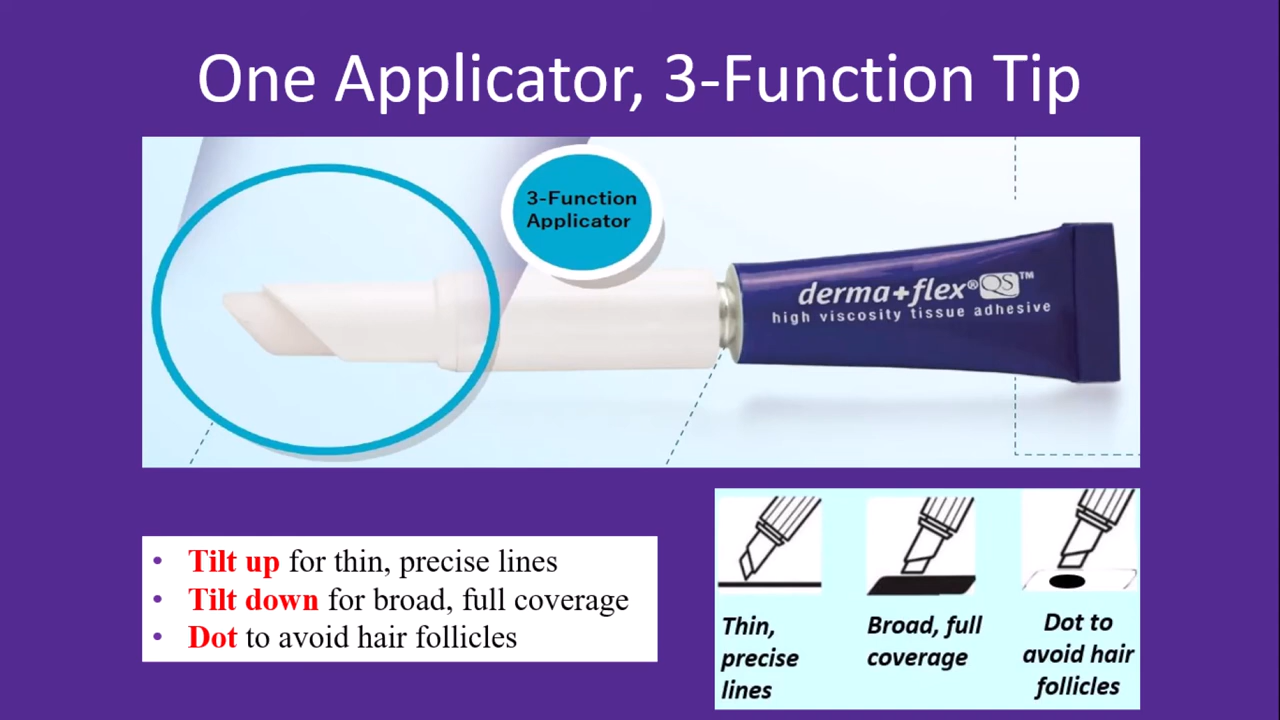 One Applicator, 3-Function Tip
3-Function
Applicator
derma+flex® QS™
high viscosity tissue adhesive
• Tilt up for thin, precise lines
• Tilt down for broad, full coverage
• Dot to avoid hair follicles
Thin,
precise
lines
Broad, full
coverage
Dot to
avoid hair
follicles